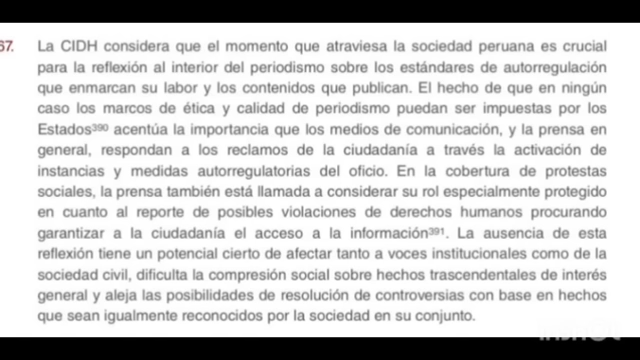 67. La CIDH considera que el momento que atraviesa la sociedad peruana es crucial
para la reflexión al interior del periodismo sobre los estándares de autorregulación
que enmarcan su labor y los contenidos que publican. El hecho de que en ningún
caso los marcos de ética y calidad de periodismo puedan ser impuestas por los
Estados³⁹⁰ acentúa la importancia que los medios de comunicación, y la prensa en
general, respondan a los reclamos de la ciudadanía a través la activación de
instancias y medidas autorregulatorias del oficio. En la cobertura de protestas
sociales, la prensa también está llamada a considerar su rol especialmente protegido
en cuanto al reporte de posibles violaciones de derechos humanos procurando
garantizar a la ciudadanía el acceso a la información³⁹¹. La ausencia de esta
reflexión tiene un potencial cierto de afectar tanto a voces institucionales como de la
sociedad civil, dificulta la compresión social sobre hechos trascendentales de interés
general y aleja las posibilidades de resolución de controversias con base en hechos
que sean igualmente reconocidos por la sociedad en su conjunto.